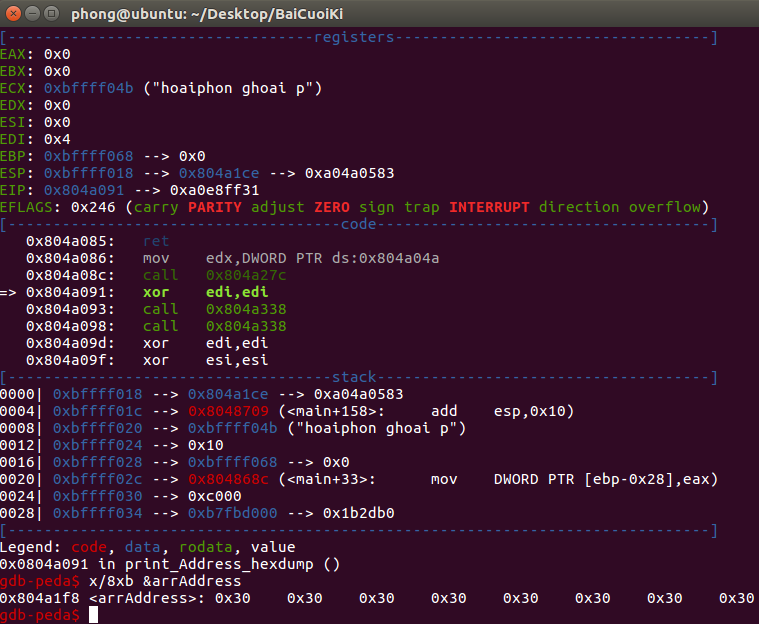 phong@ubuntu: ~/Desktop/BaiCuoiKi
[----------------------------------registers-----------------------------------]
EAX: 0x0
EBX: 0x0
ECX: 0xbffff04b ("hoaiphon ghoai p")
EDX: 0x0
ESI: 0x0
EDI: 0x4
EBP: 0xbffff068 --> 0x0
ESP: 0xbffff018 --> 0x804a1ce --> 0xa04a0583
EIP: 0x804a091 --> 0xa0e8ff31
EFLAGS: 0x246 (carry PARITY adjust ZERO sign trap INTERRUPT direction overflow)
[-------------------------------------code-------------------------------------]
   0x804a085:	ret
   0x804a086:	mov    edx,DWORD PTR ds:0x804a04a
   0x804a08c:	call   0x804a27c
=> 0x804a091:	xor    edi,edi
   0x804a093:	call   0x804a338
   0x804a098:	call   0x804a338
   0x804a09d:	xor    edi,edi
   0x804a09f:	xor    esi,esi
[------------------------------------stack-------------------------------------]
0000| 0xbffff018 --> 0x804a1ce --> 0xa04a0583
0004| 0xbffff01c --> 0x8048709 (<main+158>:	add    esp,0x10)
0008| 0xbffff020 --> 0xbffff04b ("hoaiphon ghoai p")
0012| 0xbffff024 --> 0x10
0016| 0xbffff028 --> 0xbffff068 --> 0x0
0020| 0xbffff02c --> 0x804868c (<main+33>:	mov    DWORD PTR [ebp-0x28],eax)
0024| 0xbffff030 --> 0xc000
0028| 0xbffff034 --> 0xb7fbd000 --> 0x1b2db0
[------------------------------------------------------------------------------]
Legend: code, data, rodata, value
0x0804a091 in print_Address_hexdump ()
gdb-peda$ x/8xb &arrAddress
0x804a1f8 <arrAddress>:	0x30	0x30	0x30	0x30	0x30	0x30	0x30	0x30
gdb-peda$